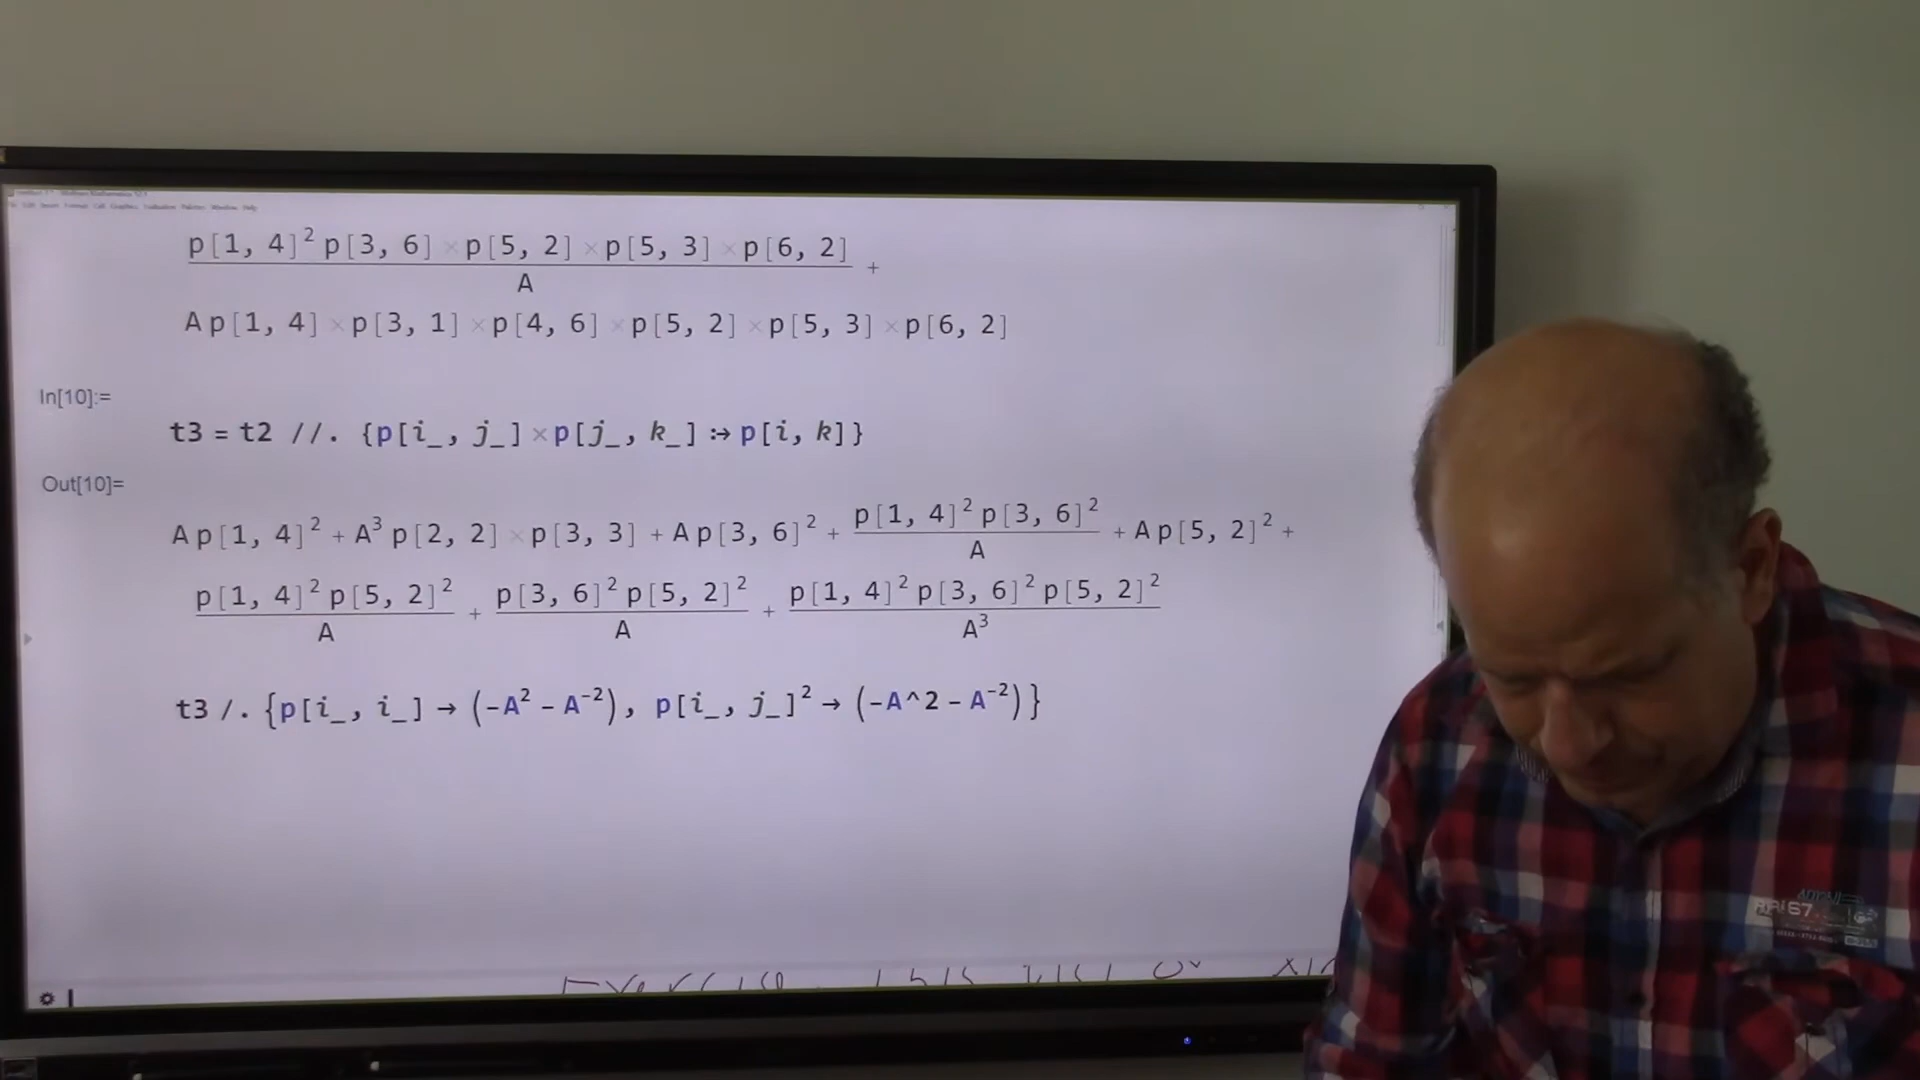 p[1, 4]² p[3, 6] × p[5, 2] × p[5, 3] × p[6, 2]
A
+
A p[1, 4] × p[3, 1] × p[4, 6] × p[5, 2] × p[5, 3] × p[6, 2]
In[10]:=
t3 = t2 //. {p[i_, j_] × p[j_, k_] :→ p[i, k]}
Out[10]=
A p[1, 4]² + A³ p[2, 2] × p[3, 3] + A p[3, 6]² + p[1, 4]² p[3, 6]² / A + A p[5, 2]² +
p[1, 4]² p[5, 2]² / A + p[3, 6]² p[5, 2]² / A + p[1, 4]² p[3, 6]² p[5, 2]² / A³
t3 /. {p[i_, i_] → (-A² - A⁻²), p[i_, j_]² → (-A^2 - A⁻²)}
67